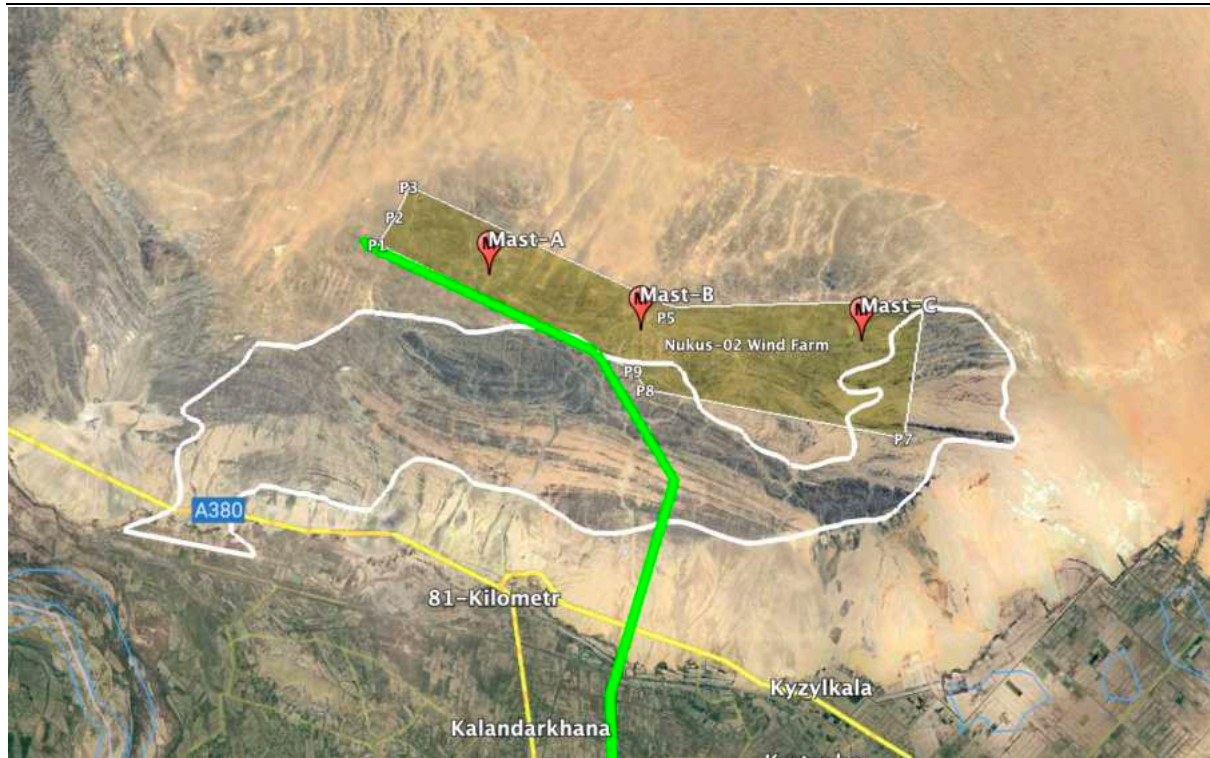 P3
P2
P1
Mast-A
Mast-B
P5
Mast-C
Nukus-02 Wind Farm
P9
P8
P7
A380
81-Kilometr
Kyzylkala
Kalandarkhana